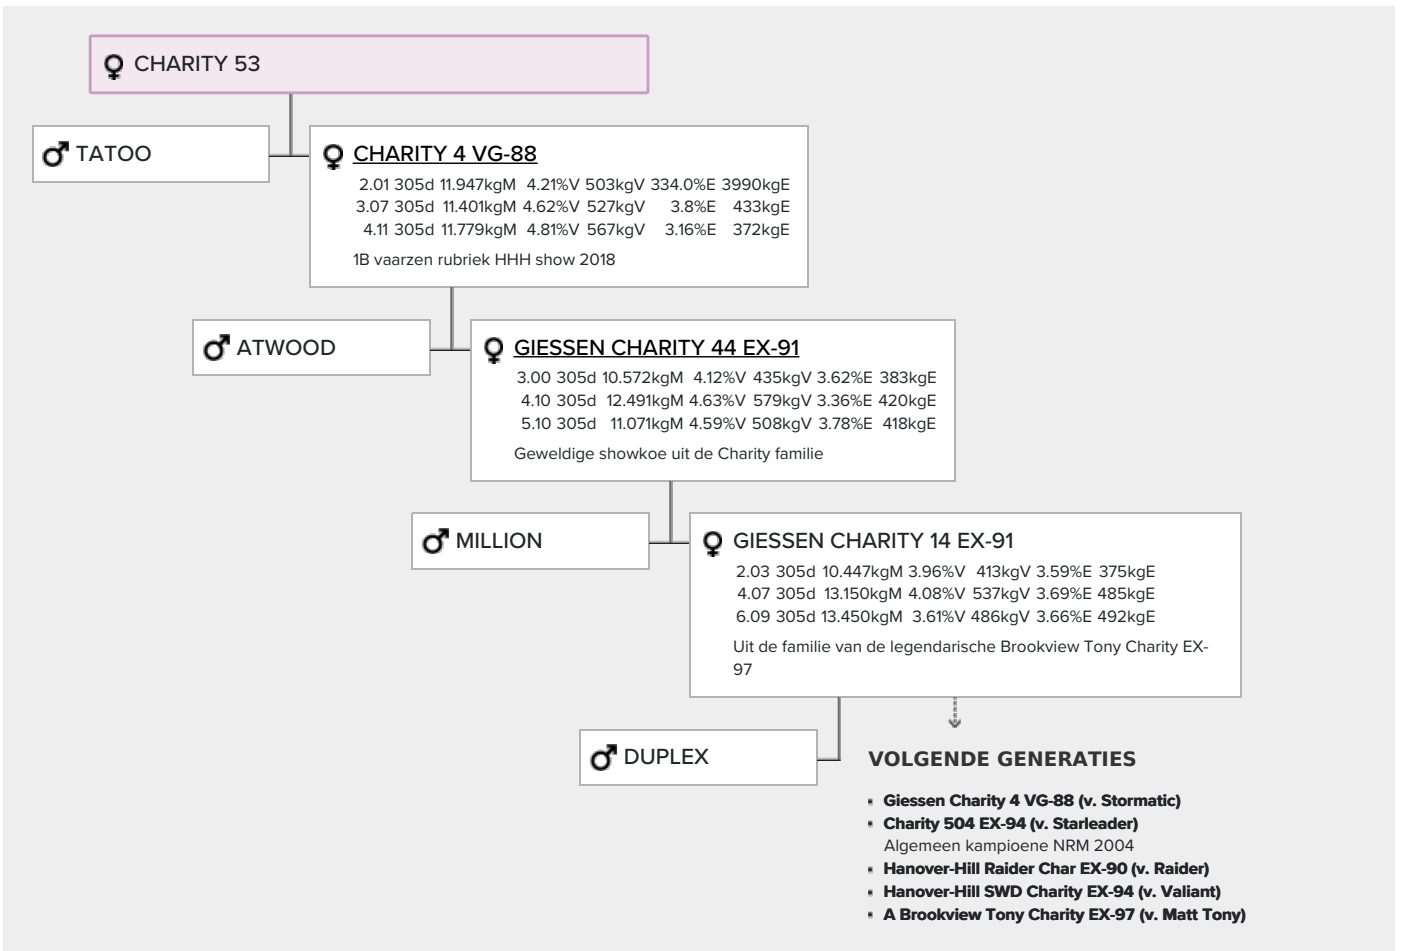 CHARITY 53
TATOO
CHARITY 4 VG-88
2.01 305d 11.947kgM 4.21%V 503kgV 334.0%E 3990kgE
3.07 305d 11.401kgM 4.62%V 527kgV 3.8%E 433kgE
4.11 305d 11.779kgM 4.81%V 567kgV 3.16%E 372kgE
1B vaarzen rubriek HHH show 2018
ATWOOD
GIESSEN CHARITY 44 EX-91
3.00 305d 10.572kgM 4.12%V 435kgV 3.62%E 383kgE
4.10 305d 12.491kgM 4.63%V 579kgV 3.36%E 420kgE
5.10 305d 11.071kgM 4.59%V 508kgV 3.78%E 418kgE
Geweldige showkoe uit de Charity familie
MILLION
GIESSEN CHARITY 14 EX-91
2.03 305d 10.447kgM 3.96%V 413kgV 3.59%E 375kgE
4.07 305d 13.150kgM 4.08%V 537kgV 3.69%E 485kgE
6.09 305d 13.450kgM 3.61%V 486kgV 3.66%E 492kgE
Uit de familie van de legendarische Brookview Tony Charity EX-
97
DUPLEX
VOLGENDE GENERATIES
Giessen Charity 4 VG-88 (v. Stormatic)
Charity 504 EX-94 (v. Starleader)
Algemeen kampioene NRM 2004
Hanover-Hill Raider Char EX-90 (v. Raider)
Hanover-Hill SWD Charity EX-94 (v. Valiant)
A Brookview Tony Charity EX-97 (v. Matt Tony)